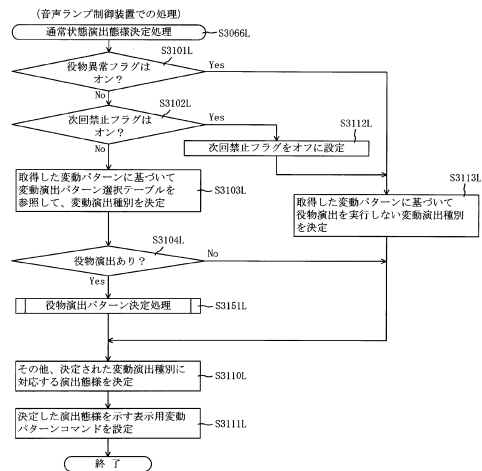 (音声ランプ制御装置での処理)
通常状態演出態様決定処理
S3066L
役物異常フラグは
オン?
S3101L
Yes
No
次回禁止フラグは
オン?
S3102L
Yes
No
S3112L
次回禁止フラグをオフに設定
取得した変動パターンに基づいて
変動演出パターン選択テーブルを
参照して、変動演出種別を決定
S3103L
S3113L
取得した変動パターンに基づいて
役物演出を実行しない変動演出種別
を決定
S3104L
役物演出あり?
No
Yes
役物演出パターン決定処理
S3151L
その他、決定された変動演出種別に
対応する演出態様を決定
S3110L
決定した演出態様を示す表示用変動
パターンコマンドを設定
S3111L
終了